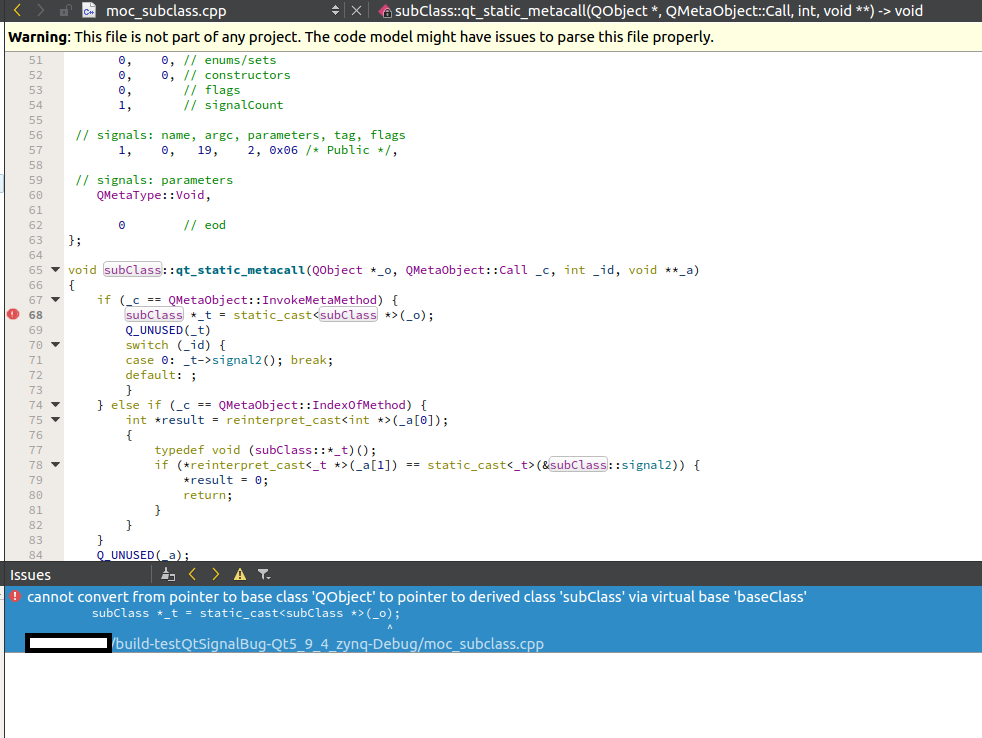 moc_subclass.cpp subClass::qt_static_metacall(QObject *, QMetaObject::Call, int, void **) -> void
Warning: This file is not part of any project. The code model might have issues to parse this file properly.
51 0, 0, // enums/sets
52 0, 0, // constructors
53 0, // flags
54 1, // signalCount
55
56 // signals: name, argc, parameters, tag, flags
57 1, 0, 19, 2, 0x06 /* Public */,
58
59 // signals: parameters
60 QMetaType::Void,
61
62 0 // eod
63 };
64
65 void subClass::qt_static_metacall(QObject *_o, QMetaObject::Call _c, int _id, void **_a)
66 {
67 if (_c == QMetaObject::InvokeMetaMethod) {
68 subClass *_t = static_cast<subClass *>(_o);
69 Q_UNUSED(_t)
70 switch (_id) {
71 case 0: _t->signal2(); break;
72 default: ;
73 }
74 } else if (_c == QMetaObject::IndexOfMethod) {
75 int *result = reinterpret_cast<int *>(_a[0]);
76 {
77 typedef void (subClass::*_t)();
78 if (*reinterpret_cast<_t *>(_a[1]) == static_cast<_t>(&subClass::signal2)) {
79 *result = 0;
80 return;
81 }
82 }
83 }
84 Q_UNUSED(_a);
Issues
cannot convert from pointer to base class 'QObject' to pointer to derived class 'subClass' via virtual base 'baseClass'
subClass *_t = static_cast<subClass *>(_o);
^
/build-testQtSignalBug-Qt5_9_4_zynq-Debug/moc_subclass.cpp